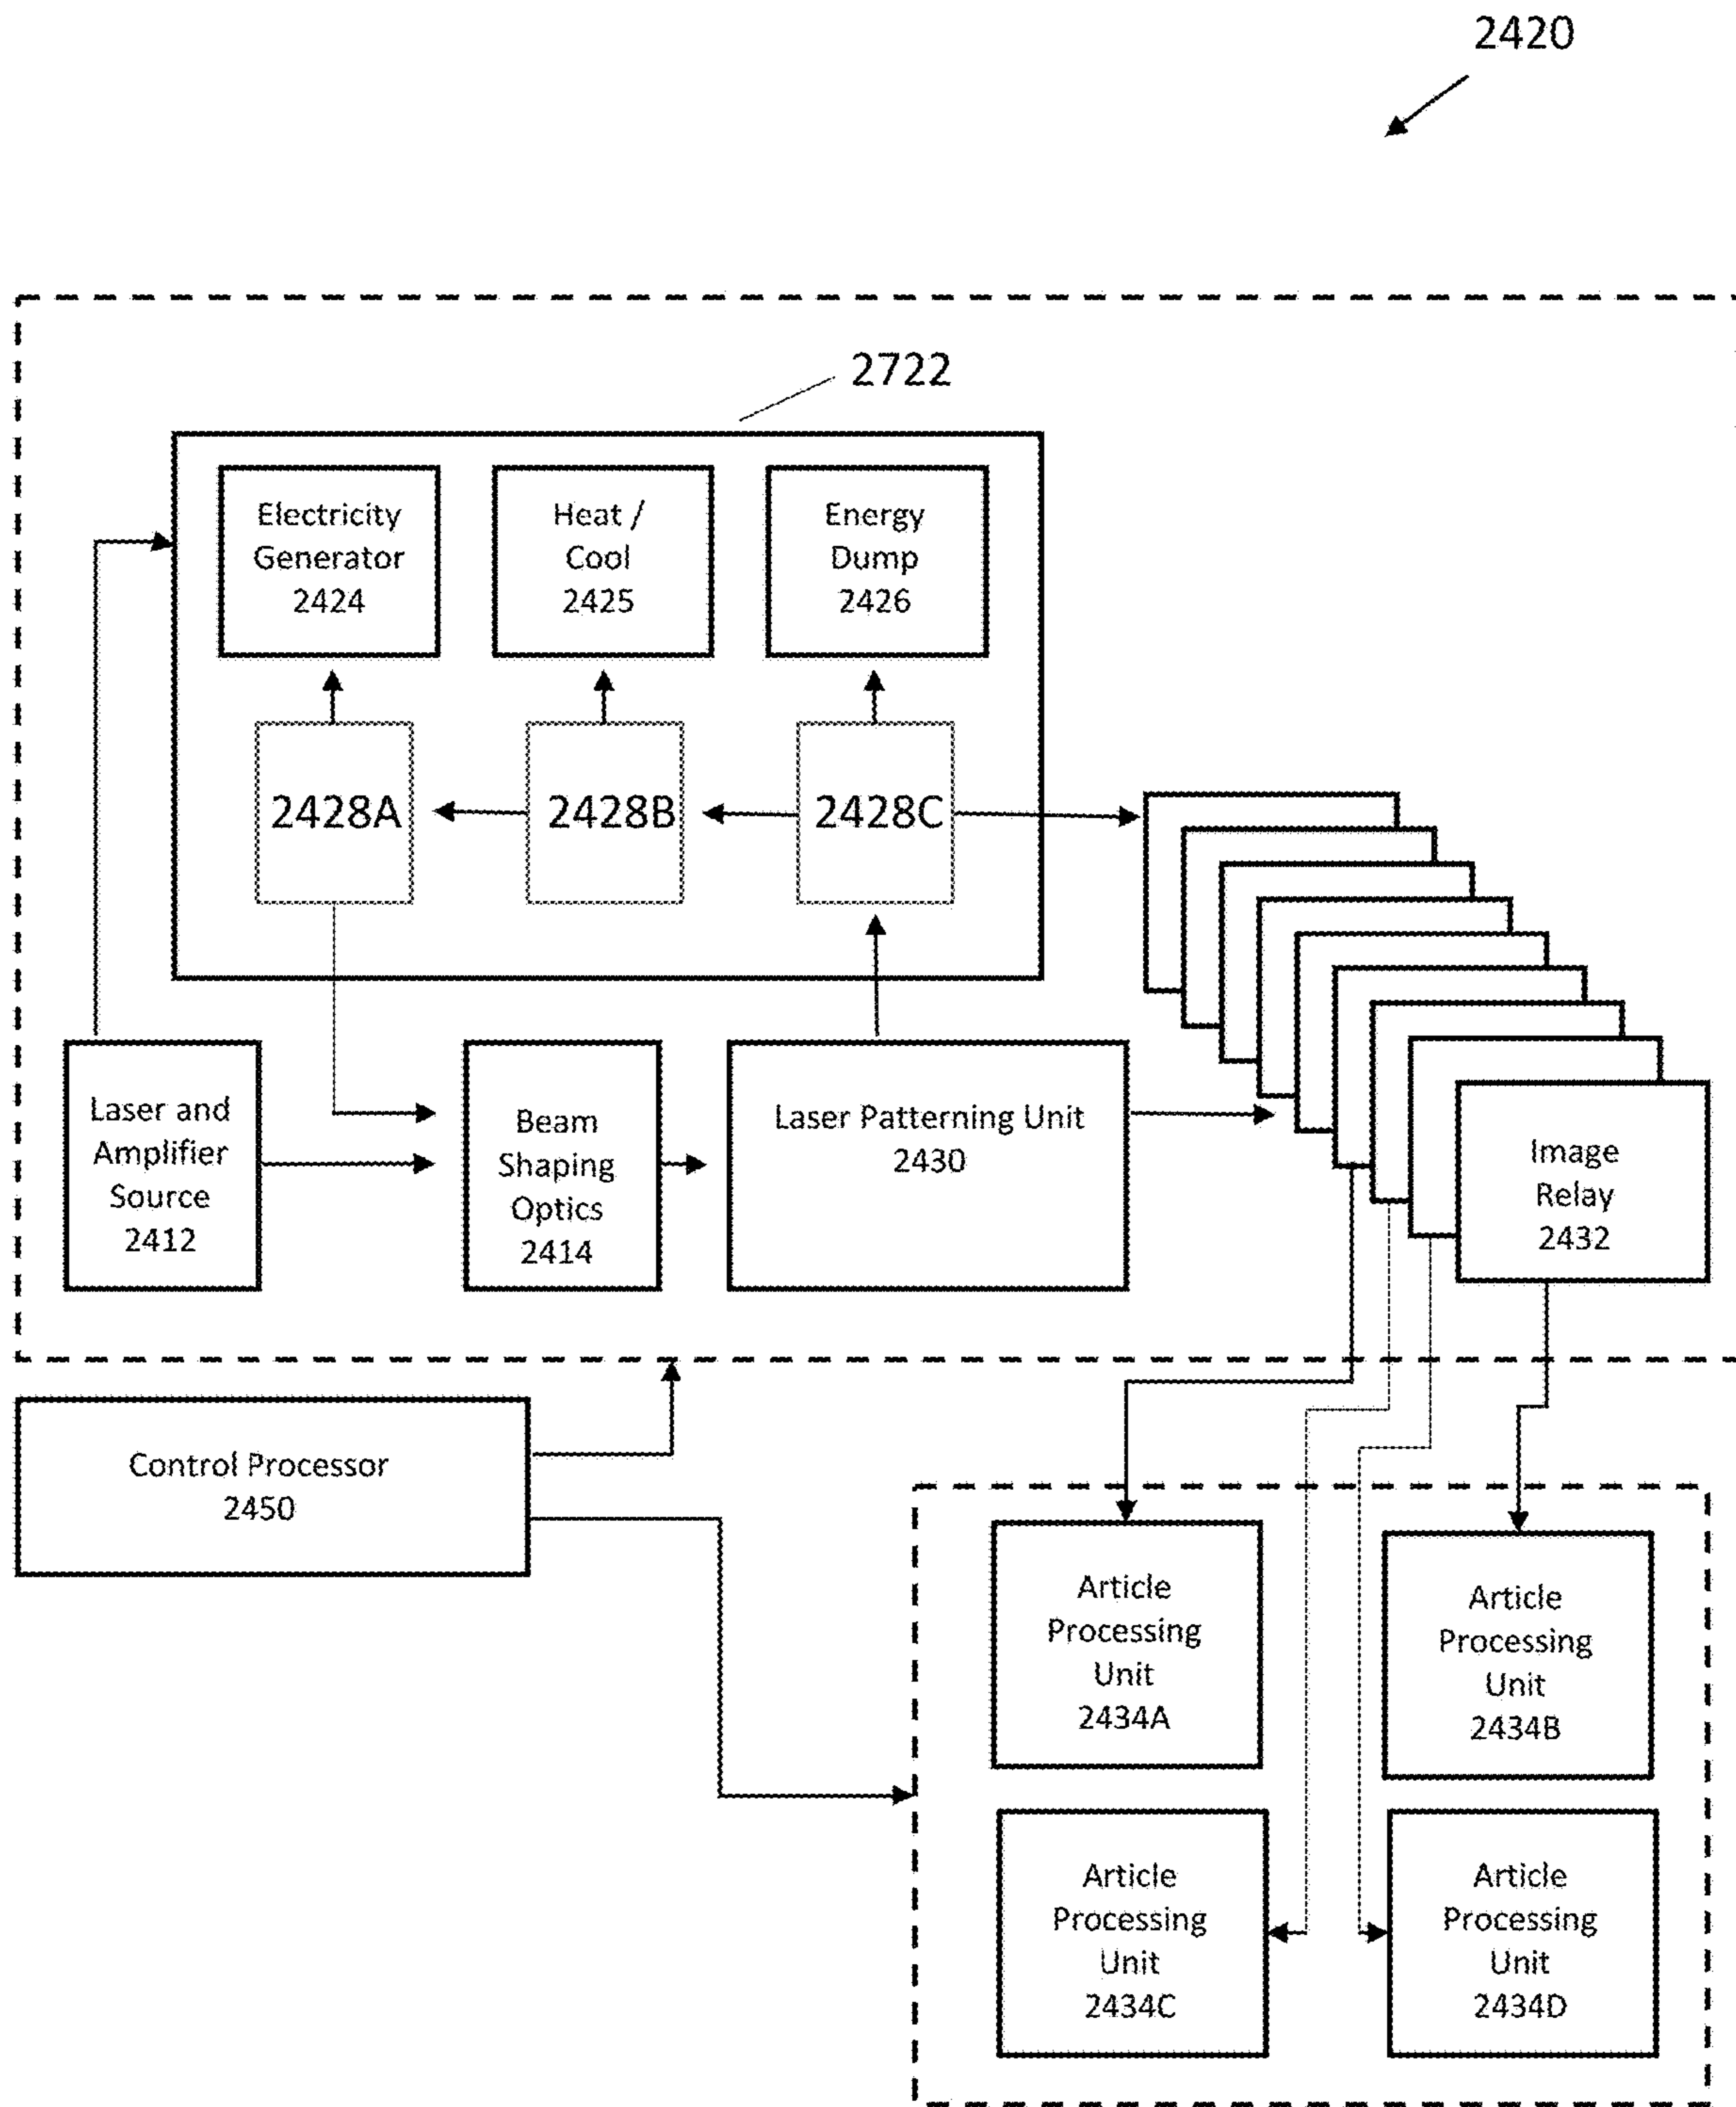 2420
2722
Electricity
Generator
2424
Heat /
Cool
2425
Energy
Dump
2426
2428A
2428B
2428C
Laser and
Amplifier
Source
2412
Beam
Shaping
Optics
2414
Laser Patterning Unit
2430
Image
Relay
2432
Control Processor
2450
Article
Processing
Unit
2434A
Article
Processing
Unit
2434B
Article
Processing
Unit
2434C
Article
Processing
Unit
2434D